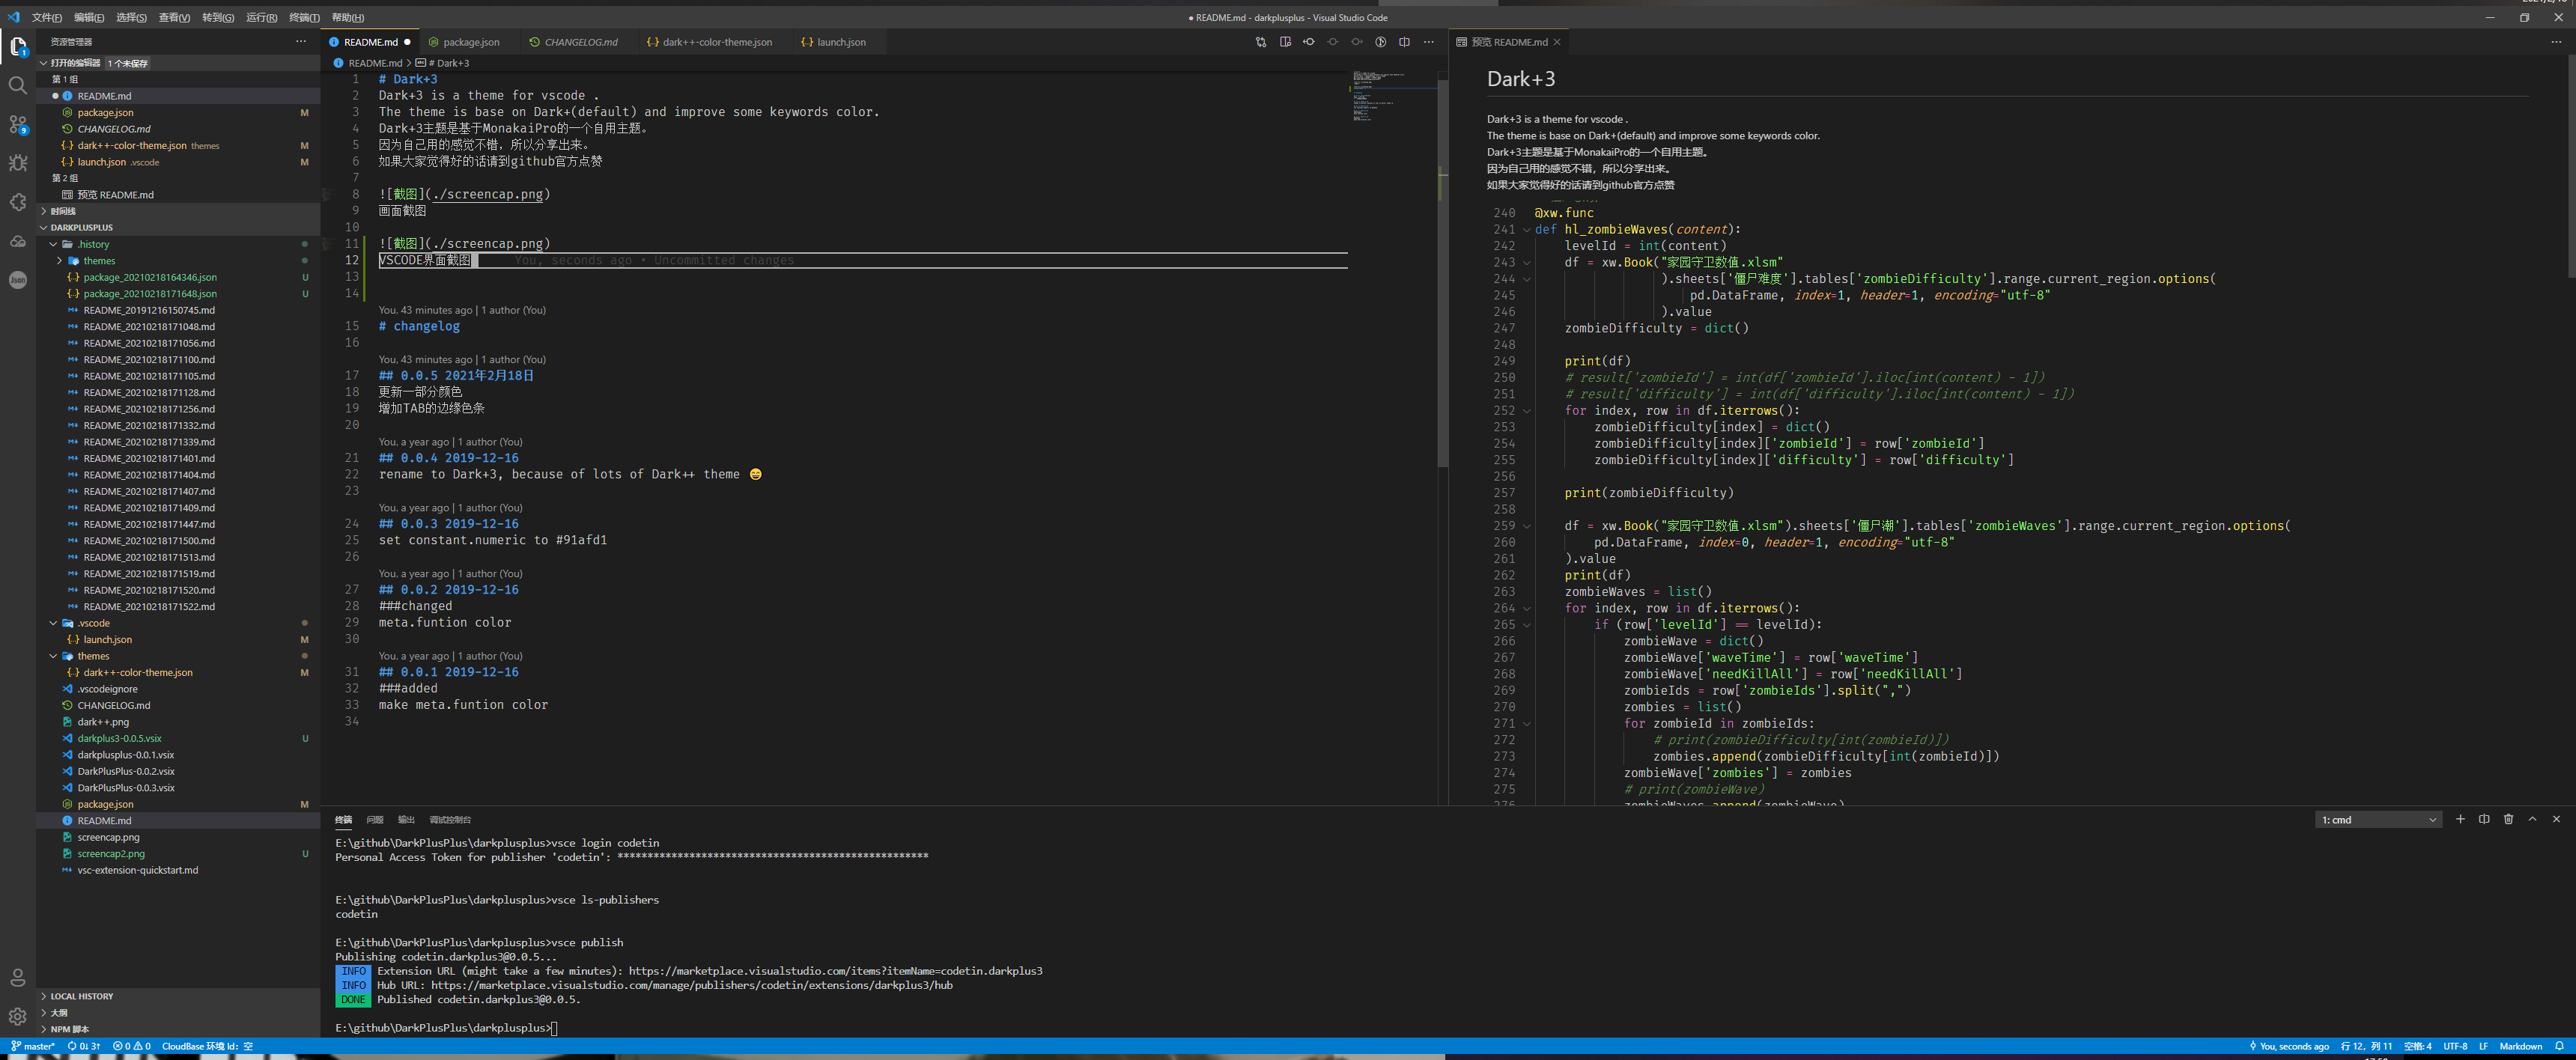 文件(F) 编辑(E) 选择(S) 查看(V) 转到(G) 运行(R) 终端(T) 帮助(H)
● README.md - darkplusplus - Visual Studio Code
资源管理器
打开的编辑器 1 个未保存
第 1 组
README.md
package.json M
CHANGELOG.md
dark++-color-theme.json themes M
launch.json .vscode M
第 2 组
预览 README.md
时间线
DARKPLUSPLUS
.history
themes
package_20210218164346.json U
package_20210218171648.json U
README_20191216150745.md
README_20210218171048.md
README_20210218171056.md
README_20210218171100.md
README_20210218171105.md
README_20210218171128.md
README_20210218171256.md
README_20210218171332.md
README_20210218171339.md
README_20210218171401.md
README_20210218171404.md
README_20210218171407.md
README_20210218171409.md
README_20210218171447.md
README_20210218171500.md
README_20210218171513.md
README_20210218171519.md
README_20210218171520.md
README_20210218171522.md
.vscode
launch.json M
themes
dark++-color-theme.json M
.vscodeignore
CHANGELOG.md
dark++.png
darkplus3-0.0.5.vsix U
darkplusplus-0.0.1.vsix
DarkPlusPlus-0.0.2.vsix
DarkPlusPlus-0.0.3.vsix
package.json M
README.md
screencap.png
screencap2.png U
vsc-extension-quickstart.md
LOCAL HISTORY
大纲
NPM 脚本
README.md ● package.json CHANGELOG.md dark++-color-theme.json launch.json
README.md > # Dark+3
1 # Dark+3
2 Dark+3 is a theme for vscode .
3 The theme is base on Dark+(default) and improve some keywords color.
4 Dark+3主题是基于MonakaiPro的一个自用主题。
5 因为自己用的感觉不错，所以分享出来。
6 如果大家觉得好的话请到github官方点赞
7
8 ![截图](./screencap.png)
9 画面截图
10
11 ![截图](./screencap.png)
12 VSCODE界面截图 You, seconds ago • Uncommitted changes
13
14
You, 43 minutes ago | 1 author (You)
15 # changelog
16
You, 43 minutes ago | 1 author (You)
17 ## 0.0.5 2021年2月18日
18 更新一部分颜色
19 增加TAB的边缘色条
20
You, a year ago | 1 author (You)
21 ## 0.0.4 2019-12-16
22 rename to Dark+3, because of lots of Dark++ theme 😄
23
You, a year ago | 1 author (You)
24 ## 0.0.3 2019-12-16
25 set constant.numeric to #91afd1
26
You, a year ago | 1 author (You)
27 ## 0.0.2 2019-12-16
28 ###changed
29 meta.funtion color
30
You, a year ago | 1 author (You)
31 ## 0.0.1 2019-12-16
32 ###added
33 make meta.funtion color
34
预览 README.md
Dark+3
Dark+3 is a theme for vscode .
The theme is base on Dark+(default) and improve some keywords color.
Dark+3主题是基于MonakaiPro的一个自用主题。
因为自己用的感觉不错，所以分享出来。
如果大家觉得好的话请到github官方点赞
240 @xw.func
241 def hl_zombieWaves(content):
242 levelId = int(content)
243 df = xw.Book("家园守卫数值.xlsm"
244 ).sheets['僵尸难度'].tables['zombieDifficulty'].range.current_region.options(
245 pd.DataFrame, index=1, header=1, encoding="utf-8"
246 ).value
247 zombieDifficulty = dict()
248
249 print(df)
250 # result['zombieId'] = int(df['zombieId'].iloc[int(content) - 1])
251 # result['difficulty'] = int(df['difficulty'].iloc[int(content) - 1])
252 for index, row in df.iterrows():
253 zombieDifficulty[index] = dict()
254 zombieDifficulty[index]['zombieId'] = row['zombieId']
255 zombieDifficulty[index]['difficulty'] = row['difficulty']
256
257 print(zombieDifficulty)
258
259 df = xw.Book("家园守卫数值.xlsm").sheets['僵尸潮'].tables['zombieWaves'].range.current_region.options(
260 pd.DataFrame, index=0, header=1, encoding="utf-8"
261 ).value
262 print(df)
263 zombieWaves = list()
264 for index, row in df.iterrows():
265 if (row['levelId'] == levelId):
266 zombieWave = dict()
267 zombieWave['waveTime'] = row['waveTime']
268 zombieWave['needKillAll'] = row['needKillAll']
269 zombieIds = row['zombieIds'].split(",")
270 zombies = list()
271 for zombieId in zombieIds:
272 # print(zombieDifficulty[int(zombieId)])
273 zombies.append(zombieDifficulty[int(zombieId)])
274 zombieWave['zombies'] = zombies
275 # print(zombieWave)
276 zombieWaves.append(zombieWave)
终端 问题 输出 调试控制台
1: cmd
E:\github\DarkPlusPlus\darkplusplus>vsce login codetin
Personal Access Token for publisher 'codetin': ****************************************************
E:\github\DarkPlusPlus\darkplusplus>vsce ls-publishers
codetin
E:\github\DarkPlusPlus\darkplusplus>vsce publish
Publishing codetin.darkplus3@0.0.5...
INFO Extension URL (might take a few minutes): https://marketplace.visualstudio.com/items?itemName=codetin.darkplus3
INFO Hub URL: https://marketplace.visualstudio.com/manage/publishers/codetin/extensions/darkplus3/hub
DONE Published codetin.darkplus3@0.0.5.
E:\github\DarkPlusPlus\darkplusplus>
master* 0↓ 3↑ 0 0 CloudBase 环境 Id: 空
You, seconds ago 行 12，列 11 空格: 4 UTF-8 LF Markdown